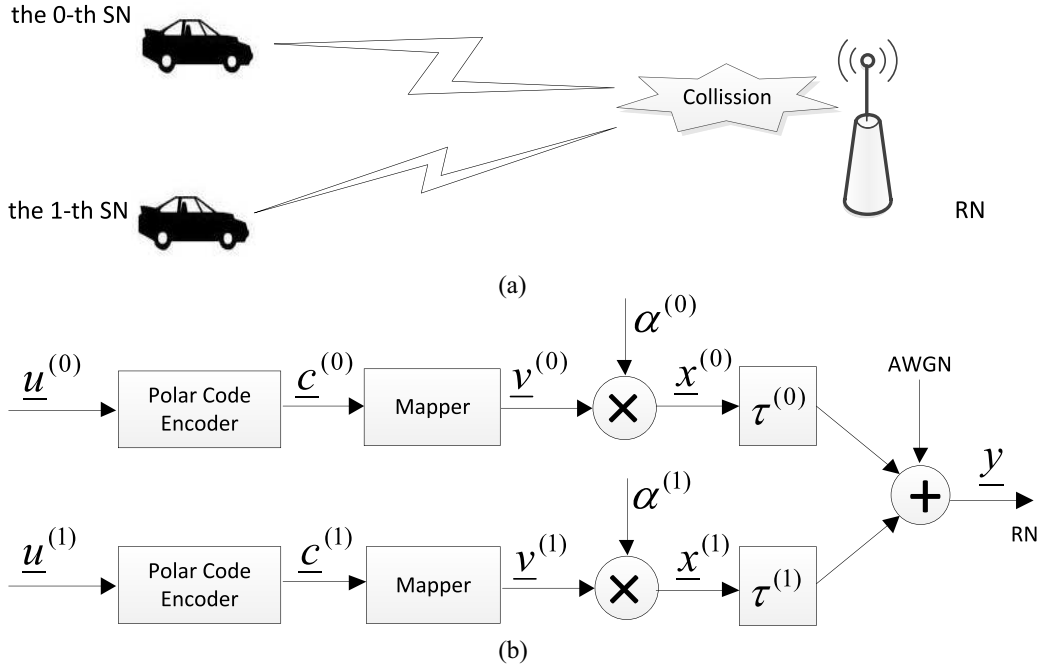 the 0-th SN
Collission
the 1-th SN
RN
(a)
α^(0)
u^(0)
Polar Code
Encoder
c^(0)
Mapper
v^(0)
×
x^(0)
τ^(0)
AWGN
+
y
RN
α^(1)
u^(1)
Polar Code
Encoder
c^(1)
Mapper
v^(1)
×
x^(1)
τ^(1)
(b)